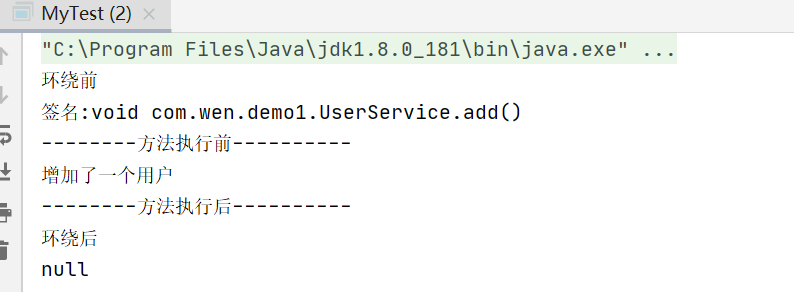 MyTest (2)
"C:\Program Files\Java\jdk1.8.0_181\bin\java.exe" ...
环绕前
签名:void com.wen.demo1.UserService.add()
--------方法执行前----------
增加了一个用户
--------方法执行后----------
环绕后
null